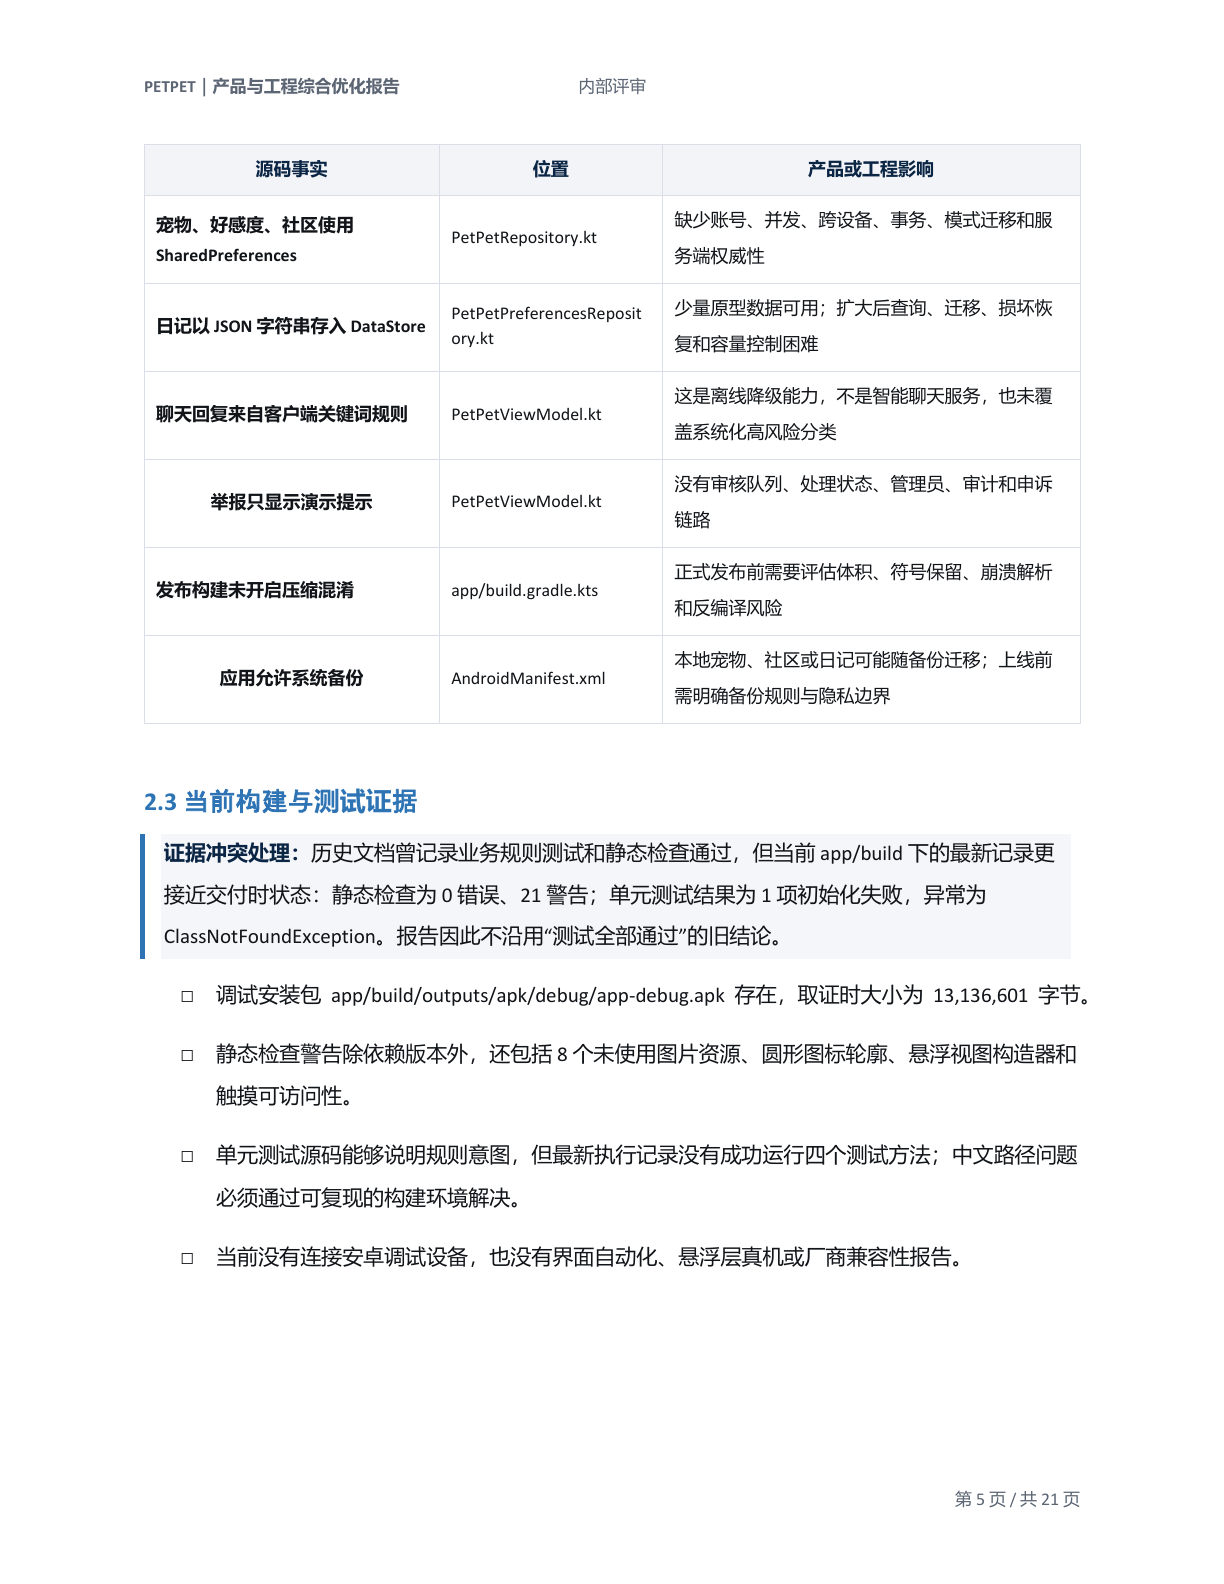 PETPET | 产品与工程综合优化报告 内部评审
源码事实 位置 产品或工程影响
宠物、好感度、社区使用
SharedPreferences
PetPetRepository.kt
缺少账号、并发、跨设备、事务、模式迁移和服
务端权威性
日记以 JSON 字符串存入 DataStore
PetPetPreferencesReposit
ory.kt
少量原型数据可用；扩大后查询、迁移、损坏恢
复和容量控制困难
聊天回复来自客户端关键词规则
PetPetViewModel.kt
这是离线降级能力，不是智能聊天服务，也未覆
盖系统化高风险分类
举报只显示演示提示
PetPetViewModel.kt
没有审核队列、处理状态、管理员、审计和申诉
链路
发布构建未开启压缩混淆
app/build.gradle.kts
正式发布前需要评估体积、符号保留、崩溃解析
和反编译风险
应用允许系统备份
AndroidManifest.xml
本地宠物、社区或日记可能随备份迁移；上线前
需明确备份规则与隐私边界
2.3 当前构建与测试证据
证据冲突处理：历史文档曾记录业务规则测试和静态检查通过，但当前 app/build 下的最新记录更
接近交付时状态：静态检查为 0 错误、21 警告；单元测试结果为 1 项初始化失败，异常为
ClassNotFoundException。报告因此不沿用“测试全部通过”的旧结论。
□ 调试安装包 app/build/outputs/apk/debug/app-debug.apk 存在，取证时大小为 13,136,601 字节。
□ 静态检查警告除依赖版本外，还包括 8 个未使用图片资源、圆形图标轮廓、悬浮视图构造器和
触摸可访问性。
□ 单元测试源码能够说明规则意图，但最新执行记录没有成功运行四个测试方法；中文路径问题
必须通过可复现的构建环境解决。
□ 当前没有连接安卓调试设备，也没有界面自动化、悬浮层真机或厂商兼容性报告。
第 5 页 / 共 21 页